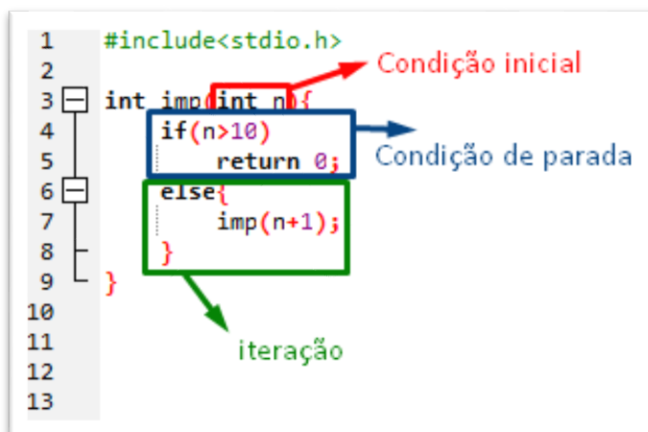 1 #include<stdio.h>
Condição inicial
2
3 int imp(int n){
4 if(n>10)
Condição de parada
5 return 0;
6 else{
7 imp(n+1);
8 }
9 }
10
11
iteração
12
13